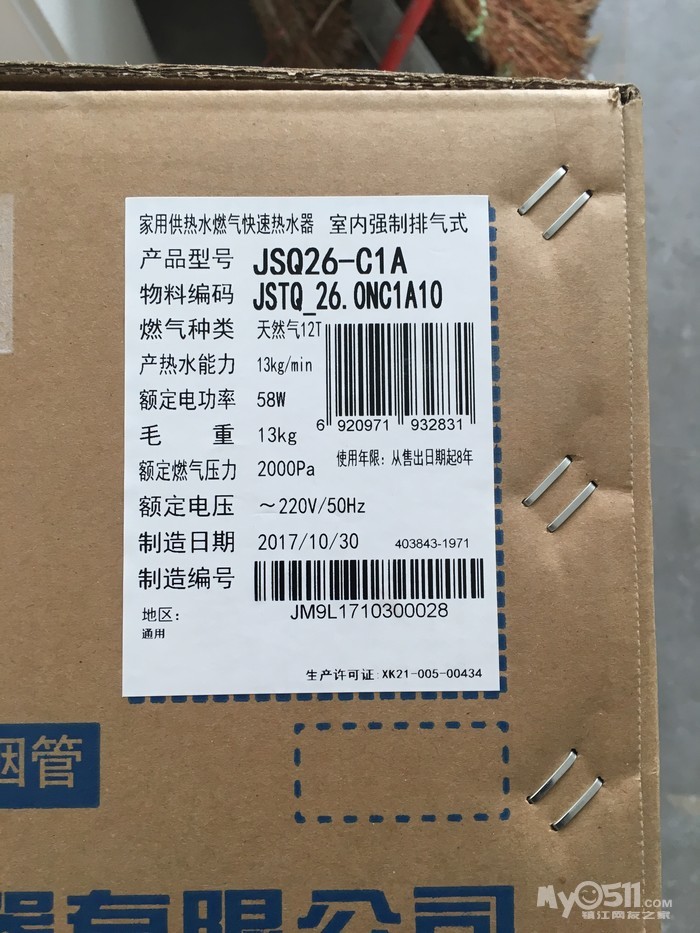 家用供热水燃气快速热水器 室内强制排气式
产品型号 JSQ26-C1A
物料编码 JSTQ_26.0NC1A10
燃气种类 天然气12T
产热水能力 13kg/min
额定电功率 58W
6 920971 932831
毛 重 13kg
使用年限：从售出日期起8年
额定燃气压力 2000Pa
额定电压 ～220V/50Hz
制造日期 2017/10/30 403843-1971
制造编号
JM9L1710300028
地区：
通用
生产许可证：XK21-005-00434
烟管
器有限公司
MyO511.COM
镇江网友之家